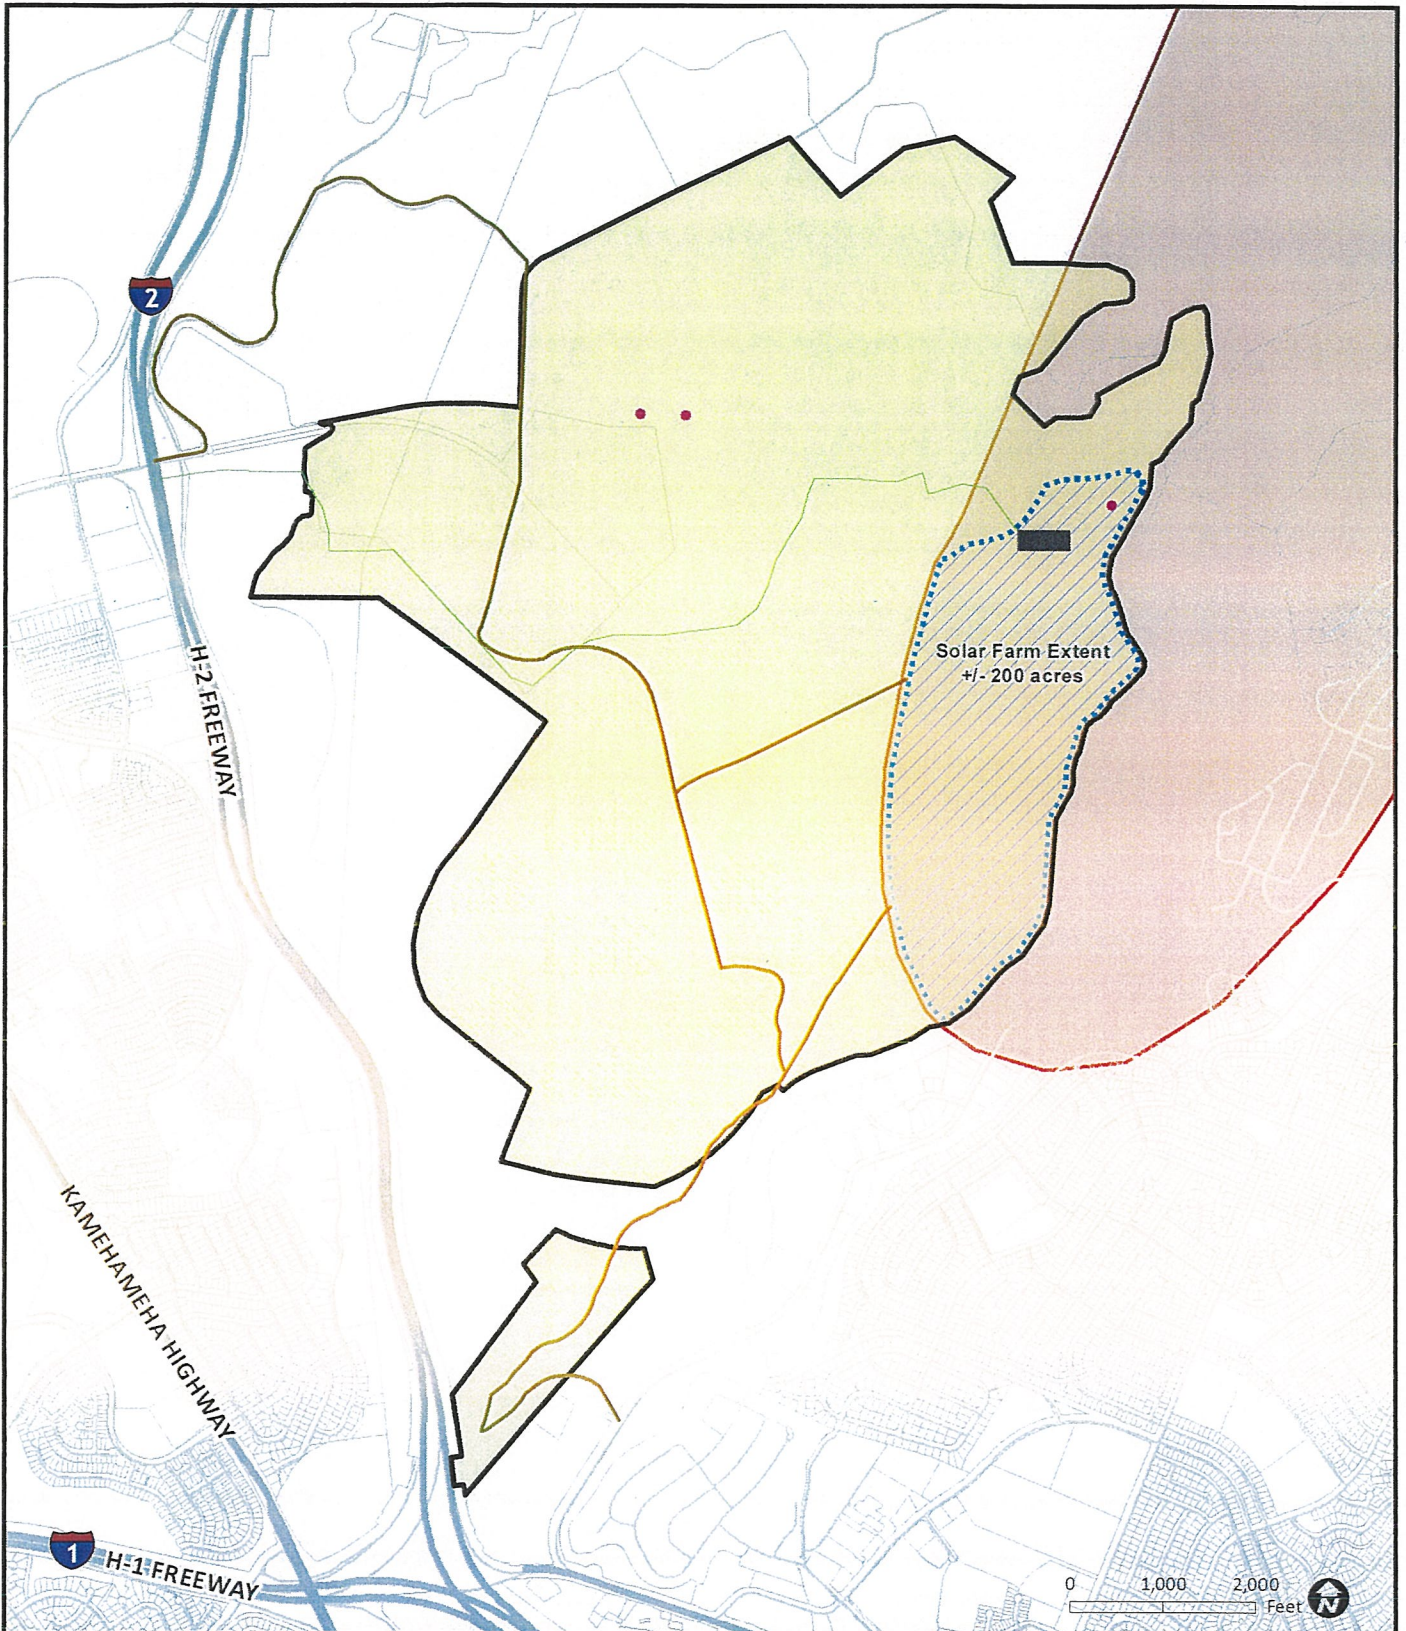 2
Solar Farm Extent
+/- 200 acres
H-2 FREEWAY
KAMEHAMEHA HIGHWAY
1
H-1 FREEWAY
0 1,000 2,000
Feet
N